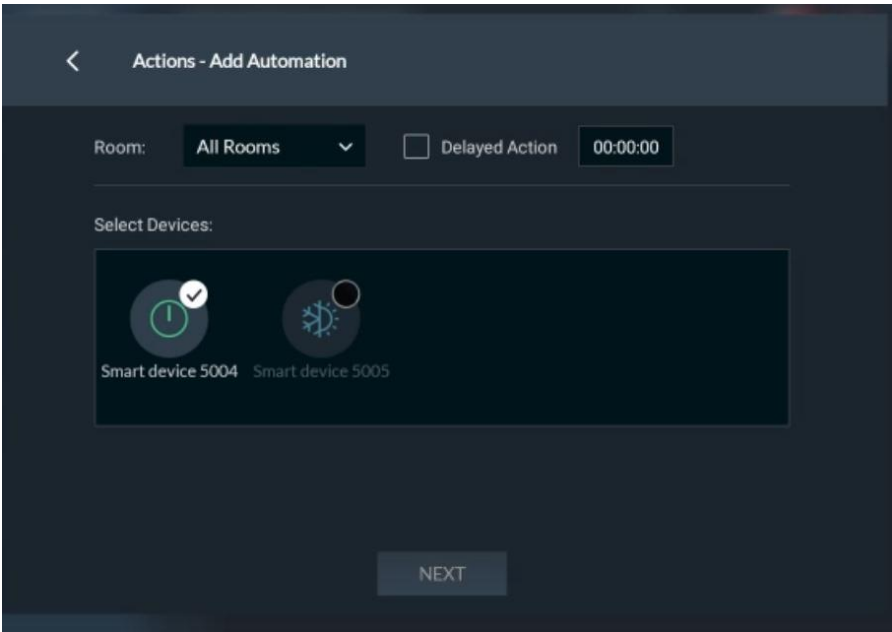 Actions - Add Automation
Room: All Rooms Delayed Action 00:00:00
Select Devices:
Smart device 5004 Smart device 5005
NEXT